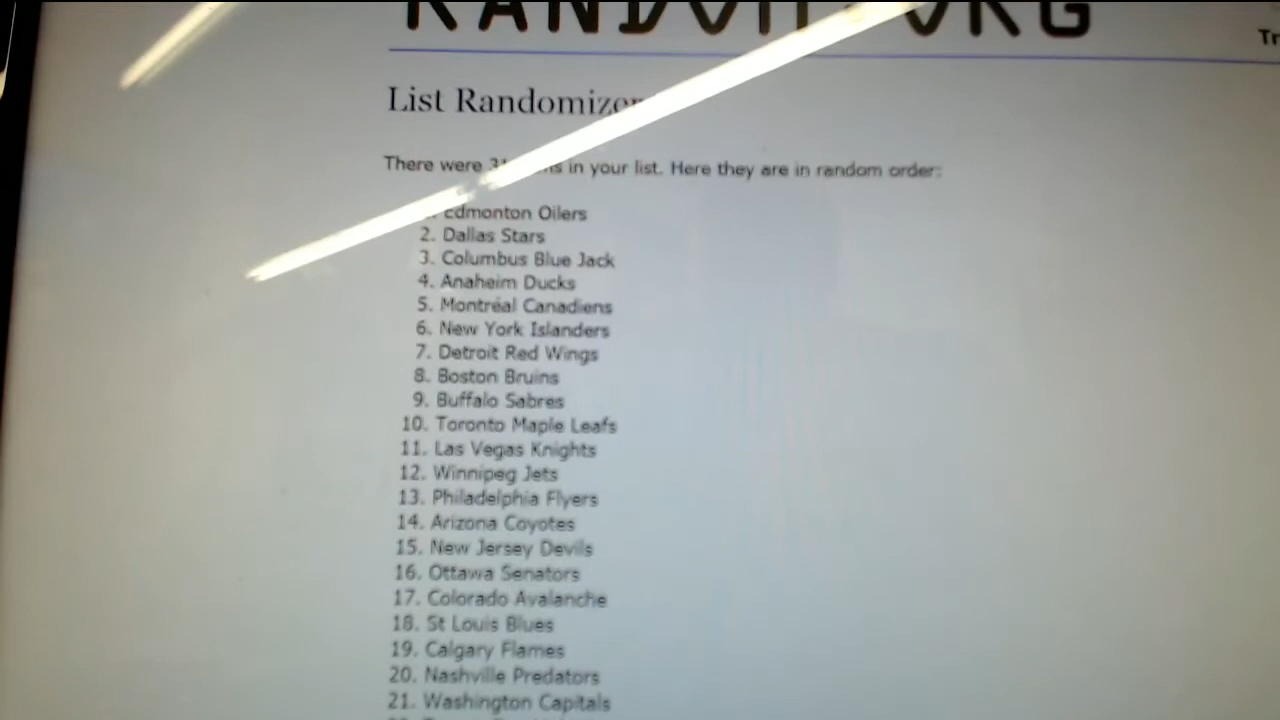 RANDOM.ORG
Tr
List Randomizer
There were 31 in your list. Here they are in random order:
Edmonton Oilers
2. Dallas Stars
3. Columbus Blue Jack
4. Anaheim Ducks
5. Montréal Canadiens
6. New York Islanders
7. Detroit Red Wings
8. Boston Bruins
9. Buffalo Sabres
10. Toronto Maple Leafs
11. Las Vegas Knights
12. Winnipeg Jets
13. Philadelphia Flyers
14. Arizona Coyotes
15. New Jersey Devils
16. Ottawa Senators
17. Colorado Avalanche
18. St Louis Blues
19. Calgary Flames
20. Nashville Predators
21. Washington Capitals